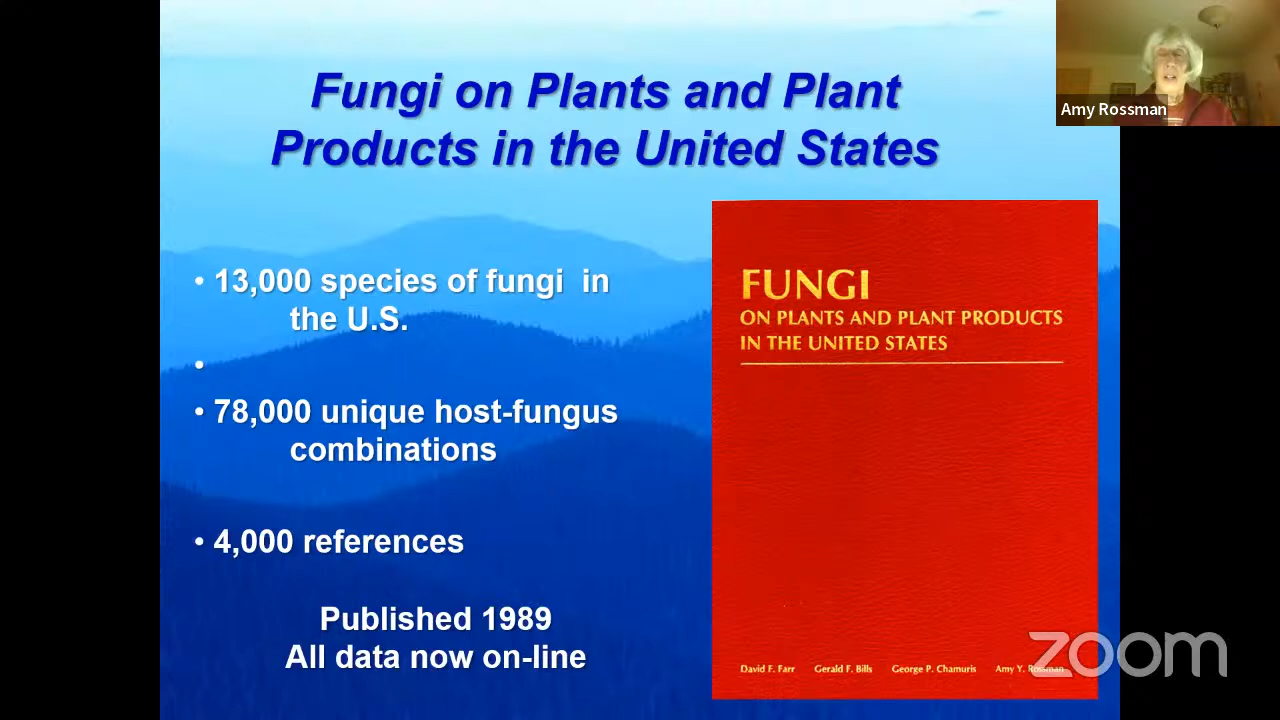 Fungi on Plants and Plant
Products in the United States
Amy Rossman
• 13,000 species of fungi in
the U.S.
•
• 78,000 unique host-fungus
combinations
• 4,000 references
Published 1989
All data now on-line
FUNGI
ON PLANTS AND PLANT PRODUCTS
IN THE UNITED STATES
David F. Farr Gerald F. Bills George P. Chamuris Amy Y. Rossman
zoom